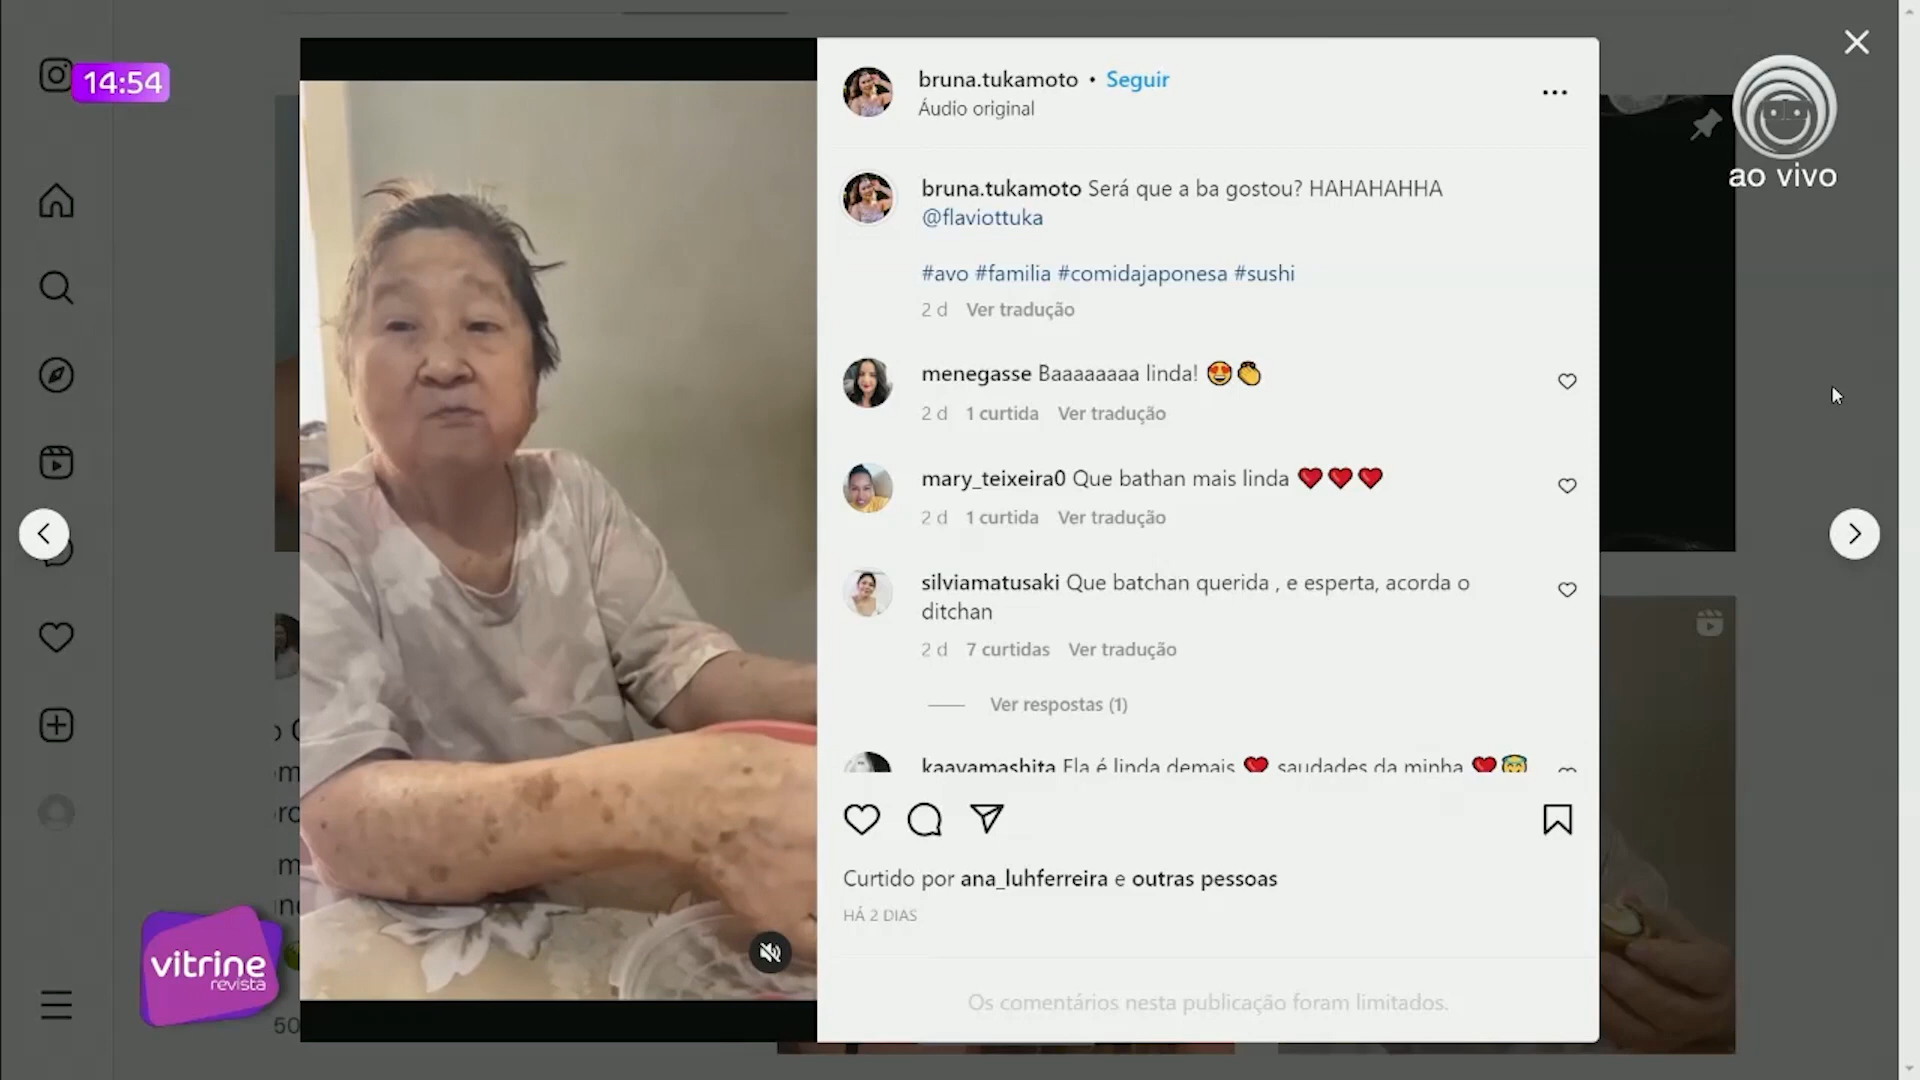 14:54
ao vivo
bruna.tukamoto • Seguir
Áudio original
bruna.tukamoto Será que a ba gostou? HAHAHAHHA
@flaviottuka
#avo #familia #comidajaponesa #sushi
2 d Ver tradução
menegasse Baaaaaaaa linda! 😍👏
2 d 1 curtida Ver tradução
mary_teixeira0 Que bathan mais linda ❤️❤️❤️
2 d 1 curtida Ver tradução
silviamatusaki Que batchan querida , e esperta, acorda o
ditchan
2 d 7 curtidas Ver tradução
Ver respostas (1)
kaayamashita Ela é linda demais ❤️ saudades da minha ❤️😇
Curtido por ana_luhferreira e outras pessoas
HÁ 2 DIAS
Os comentários nesta publicação foram limitados.
vitrine
revista
50